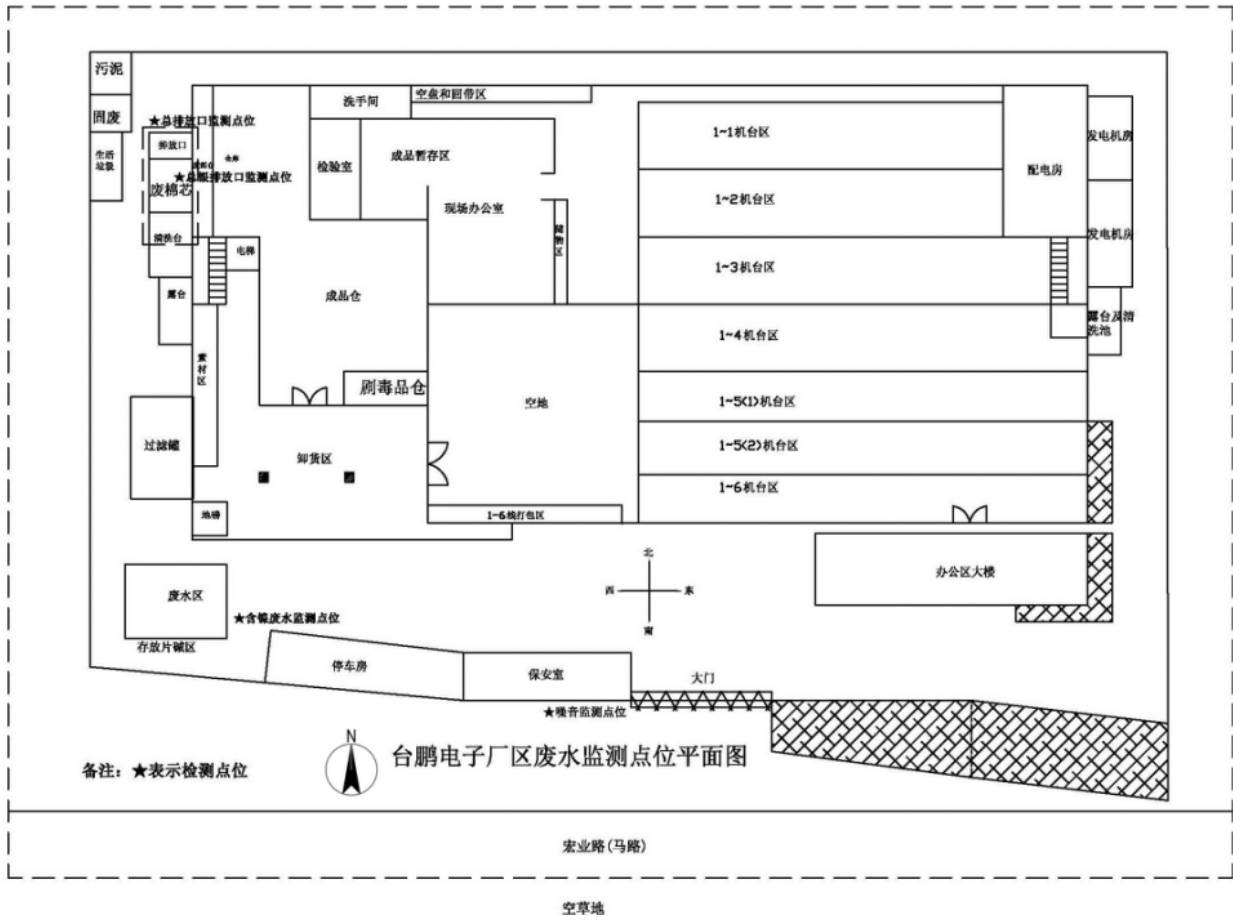 污泥
固废
生活
垃圾
★总排放口监测点位
排放口
★总银排放口监测点位
废棉芯
清洗台
露台
洗手间
空盘和回带区
检验室
成品暂存区
现场办公室
储物区
电梯
成品仓
素材区
剧毒品仓
过滤罐
卸货区
地磅
空地
1-6线打包区
1~1机台区
1~2机台区
1~3机台区
1~4机台区
1~5(1)机台区
1~5(2)机台区
1~6机台区
配电房
发电机房
发电机房
露台及清
洗池
办公区大楼
北
西
东
南
废水区
★含镍废水监测点位
存放片碱区
停车房
保安室
大门
★噪音监测点位
备注：★表示检测点位
N
台鹏电子厂区废水监测点位平面图
宏业路(马路)
空草地